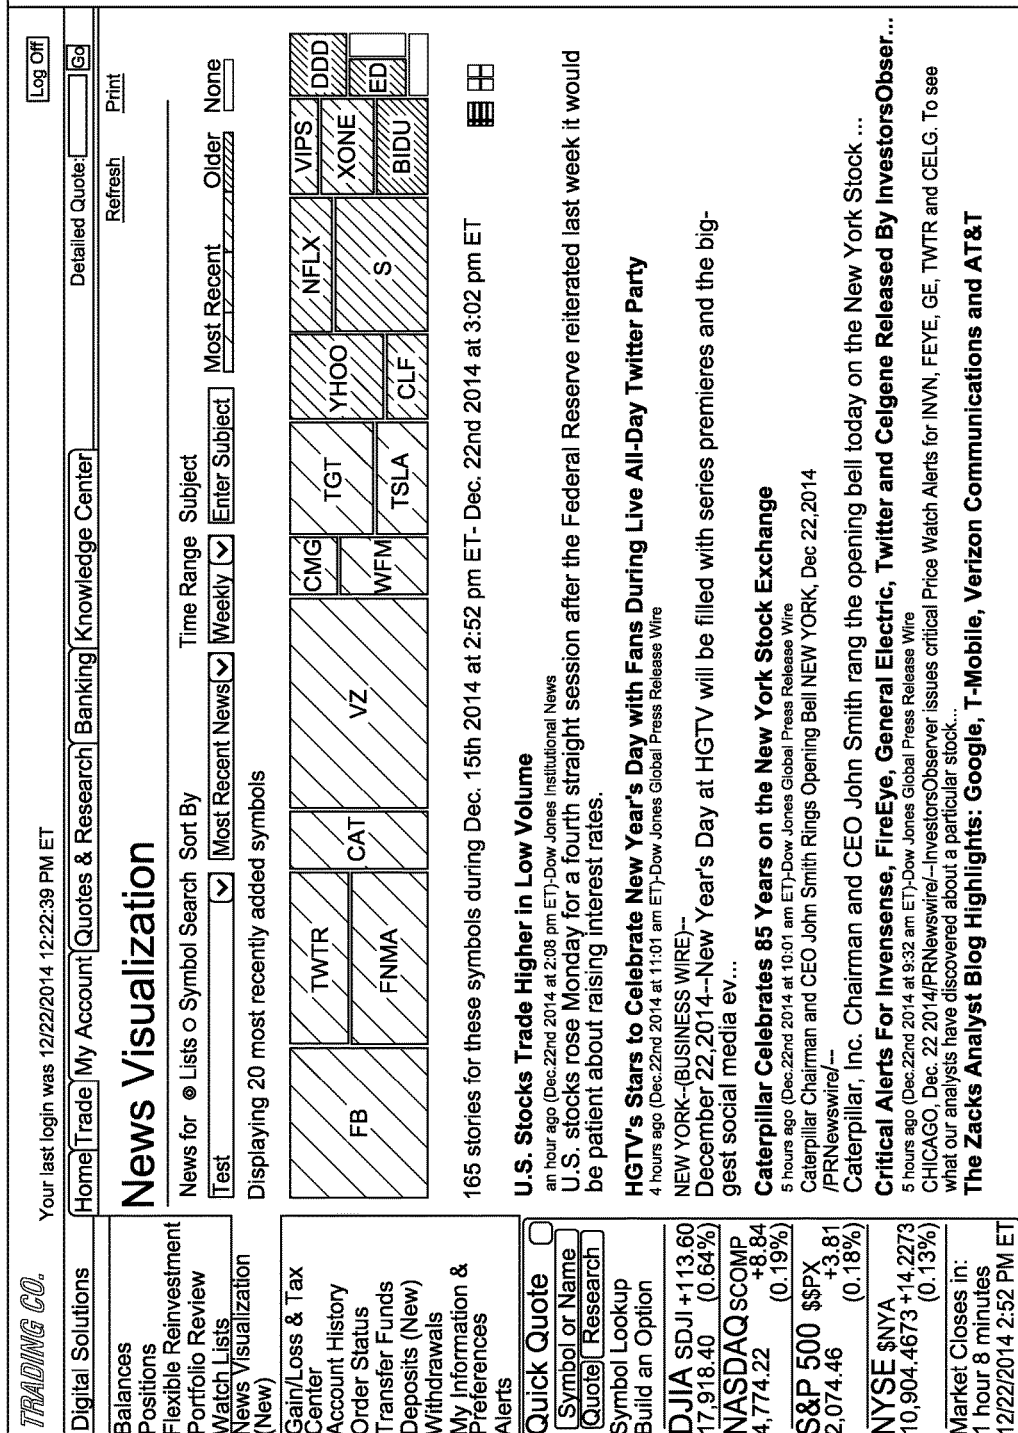 TRADING CO.
Your last login was 12/22/2014 12:22:39 PM ET
Log Off
Digital Solutions
Home Trade My Account Quotes & Research Banking Knowledge Center
Detailed Quote: Go
Balances
Positions
Flexible Reinvestment
Portfolio Review
Watch Lists
News Visualization
(New)
Gain/Loss & Tax
Center
Account History
Order Status
Transfer Funds
Deposits (New)
Withdrawals
My Information &
Preferences
Alerts
Quick Quote
Symbol or Name
Quote Research
Symbol Lookup
Build an Option
DJIA SDJI +113.60
17,918.40 (0.64%)
NASDAQ SCOMP
4,774.22 +8.84
(0.19%)
S&P 500 $SPX
2,074.46 +3.81
(0.18%)
NYSE $NYA
10,904.4673 +14.2273
(0.13%)
Market Closes in:
1 hour 8 minutes
12/22/2014 2:52 PM ET
Refresh Print
News Visualization
News for Lists Symbol Search Sort By Time Range Subject
Most Recent Older None
Test Most Recent News Weekly Enter Subject
Displaying 20 most recently added symbols
FB
TWTR
FNMA
CAT
VZ
CMG
WFM
TGT
TSLA
YHOO
CLF
NFLX
S
VIPS
XONE
BIDU
DDD
ED
165 stories for these symbols during Dec. 15th 2014 at 2:52 pm ET- Dec. 22nd 2014 at 3:02 pm ET
U.S. Stocks Trade Higher in Low Volume
an hour ago (Dec.22nd 2014 at 2:08 pm ET)-Dow Jones Institutional News
U.S. stocks rose Monday for a fourth straight session after the Federal Reserve reiterated last week it would
be patient about raising interest rates.
HGTV's Stars to Celebrate New Year's Day with Fans During Live All-Day Twitter Party
4 hours ago (Dec.22nd 2014 at 11:01 am ET)-Dow Jones Global Press Release Wire
NEW YORK--(BUSINESS WIRE)--
December 22,2014--New Year's Day at HGTV will be filled with series premieres and the big-
gest social media ev...
Caterpillar Celebrates 85 Years on the New York Stock Exchange
5 hours ago (Dec.22nd 2014 at 10:01 am ET)-Dow Jones Global Press Release Wire
Caterpillar Chairman and CEO John Smith Rings Opening Bell NEW YORK, Dec 22,2014
/PRNewswire/--
Caterpillar, Inc. Chairman and CEO John Smith rang the opening bell today on the New York Stock ...
Critical Alerts For Invensense, FireEye, General Electric, Twitter and Celgene Released By InvestorsObser...
5 hours ago (Dec.22nd 2014 at 9:32 am ET)-Dow Jones Global Press Release Wire
CHICAGO, Dec. 22 2014/PRNewswire/--InvestorsObserver issues critical Price Watch Alerts for INVN, FEYE, GE, TWTR and CELG. To see
what our analysts have discovered about a particular stock...
The Zacks Analyst Blog Highlights: Google, T-Mobile, Verizon Communications and AT&T